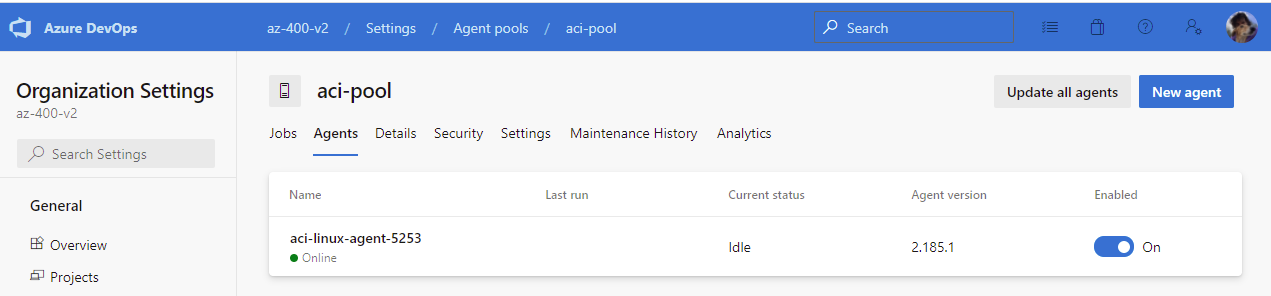 Azure DevOps az-400-v2 / Settings / Agent pools / aci-pool Search
Organization Settings
az-400-v2
Search Settings
General
Overview
Projects
aci-pool
Update all agents New agent
Jobs Agents Details Security Settings Maintenance History Analytics
Name Last run Current status Agent version Enabled
aci-linux-agent-5253
Online
Idle 2.185.1 On